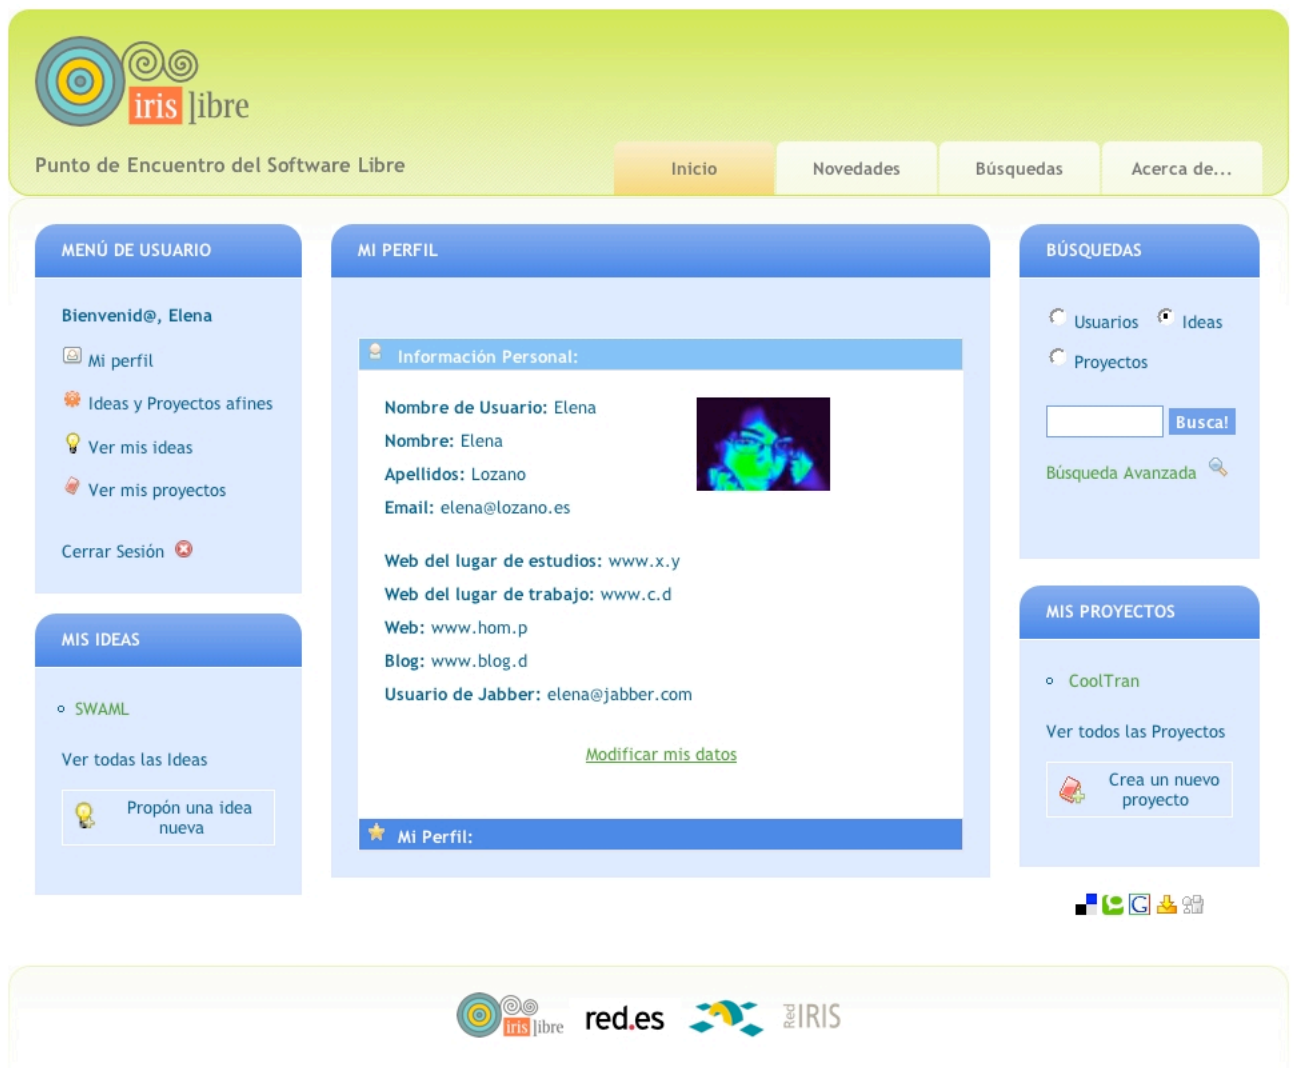 iris libre
Punto de Encuentro del Software Libre
Inicio
Novedades
Búsquedas
Acerca de...
MENÚ DE USUARIO
Bienvenid@, Elena
Mi perfil
Ideas y Proyectos afines
Ver mis ideas
Ver mis proyectos
Cerrar Sesión
MIS IDEAS
SWAML
Ver todas las Ideas
Propón una idea
nueva
MI PERFIL
Información Personal:
Nombre de Usuario: Elena
Nombre: Elena
Apellidos: Lozano
Email: elena@lozano.es
Web del lugar de estudios: www.x.y
Web del lugar de trabajo: www.c.d
Web: www.hom.p
Blog: www.blog.d
Usuario de Jabber: elena@jabber.com
Modificar mis datos
Mi Perfil:
BÚSQUEDAS
Usuarios
Ideas
Proyectos
Busca!
Búsqueda Avanzada
MIS PROYECTOS
CoolTran
Ver todos las Proyectos
Crea un nuevo
proyecto
G
iris libre
red.es
Red IRIS